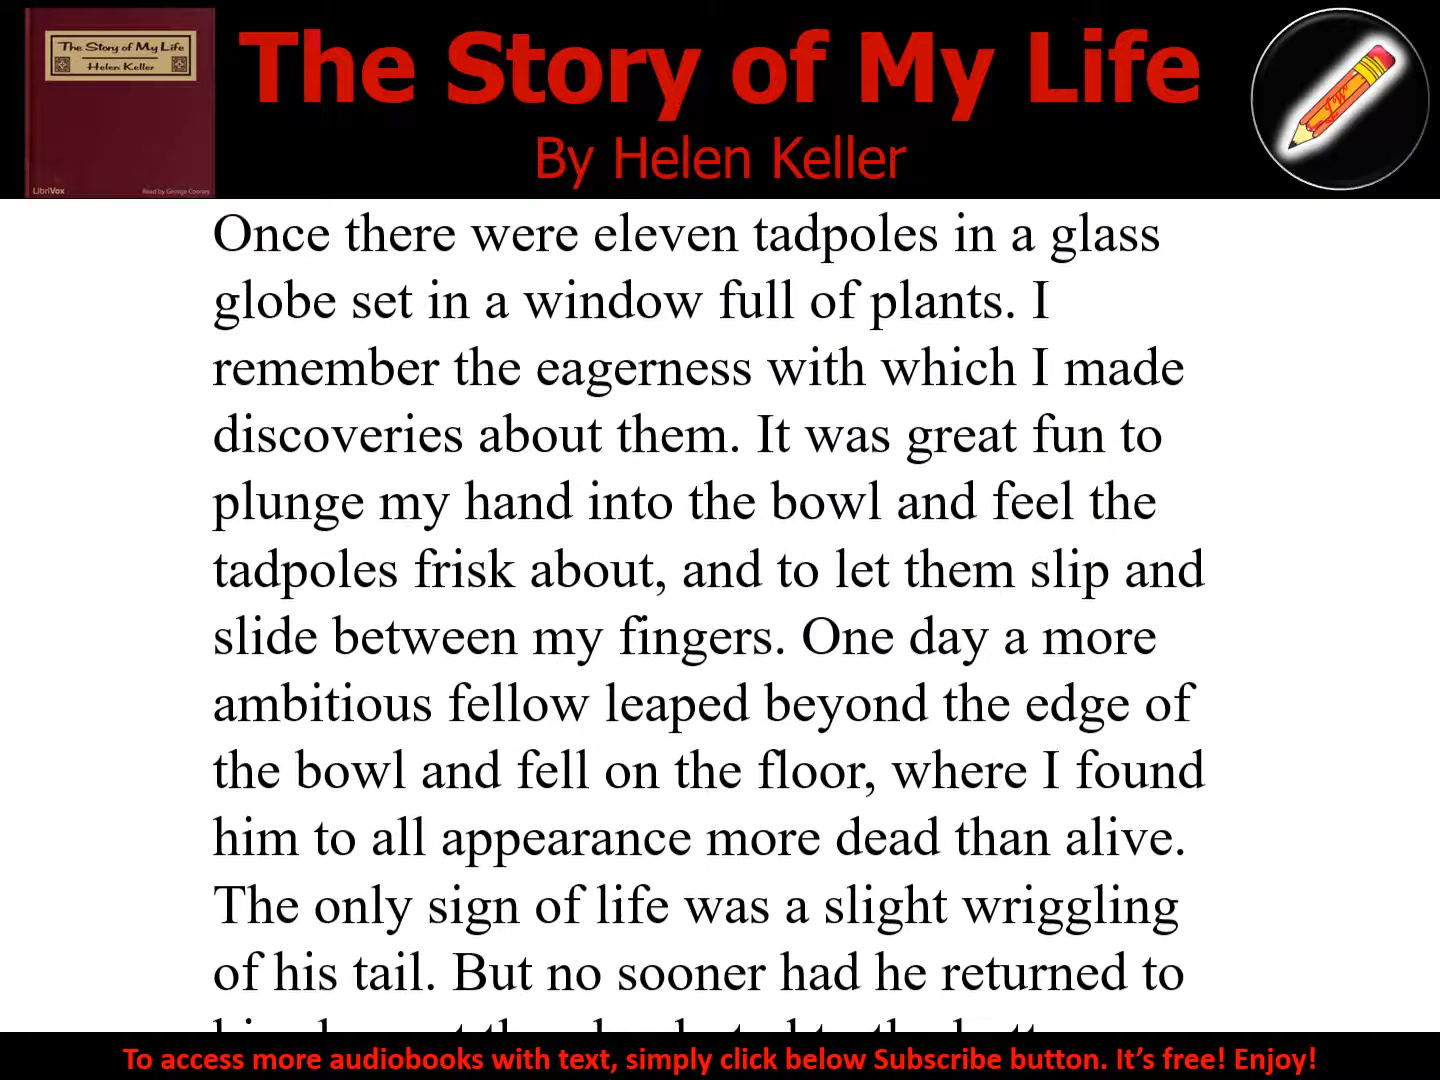 The Story of My Life
Helen Keller
LibriVox
Read by George Cooney
The Story of My Life
By Helen Keller
Once there were eleven tadpoles in a glass
globe set in a window full of plants. I
remember the eagerness with which I made
discoveries about them. It was great fun to
plunge my hand into the bowl and feel the
tadpoles frisk about, and to let them slip and
slide between my fingers. One day a more
ambitious fellow leaped beyond the edge of
the bowl and fell on the floor, where I found
him to all appearance more dead than alive.
The only sign of life was a slight wriggling
of his tail. But no sooner had he returned to
To access more audiobooks with text, simply click below Subscribe button. It’s free! Enjoy!